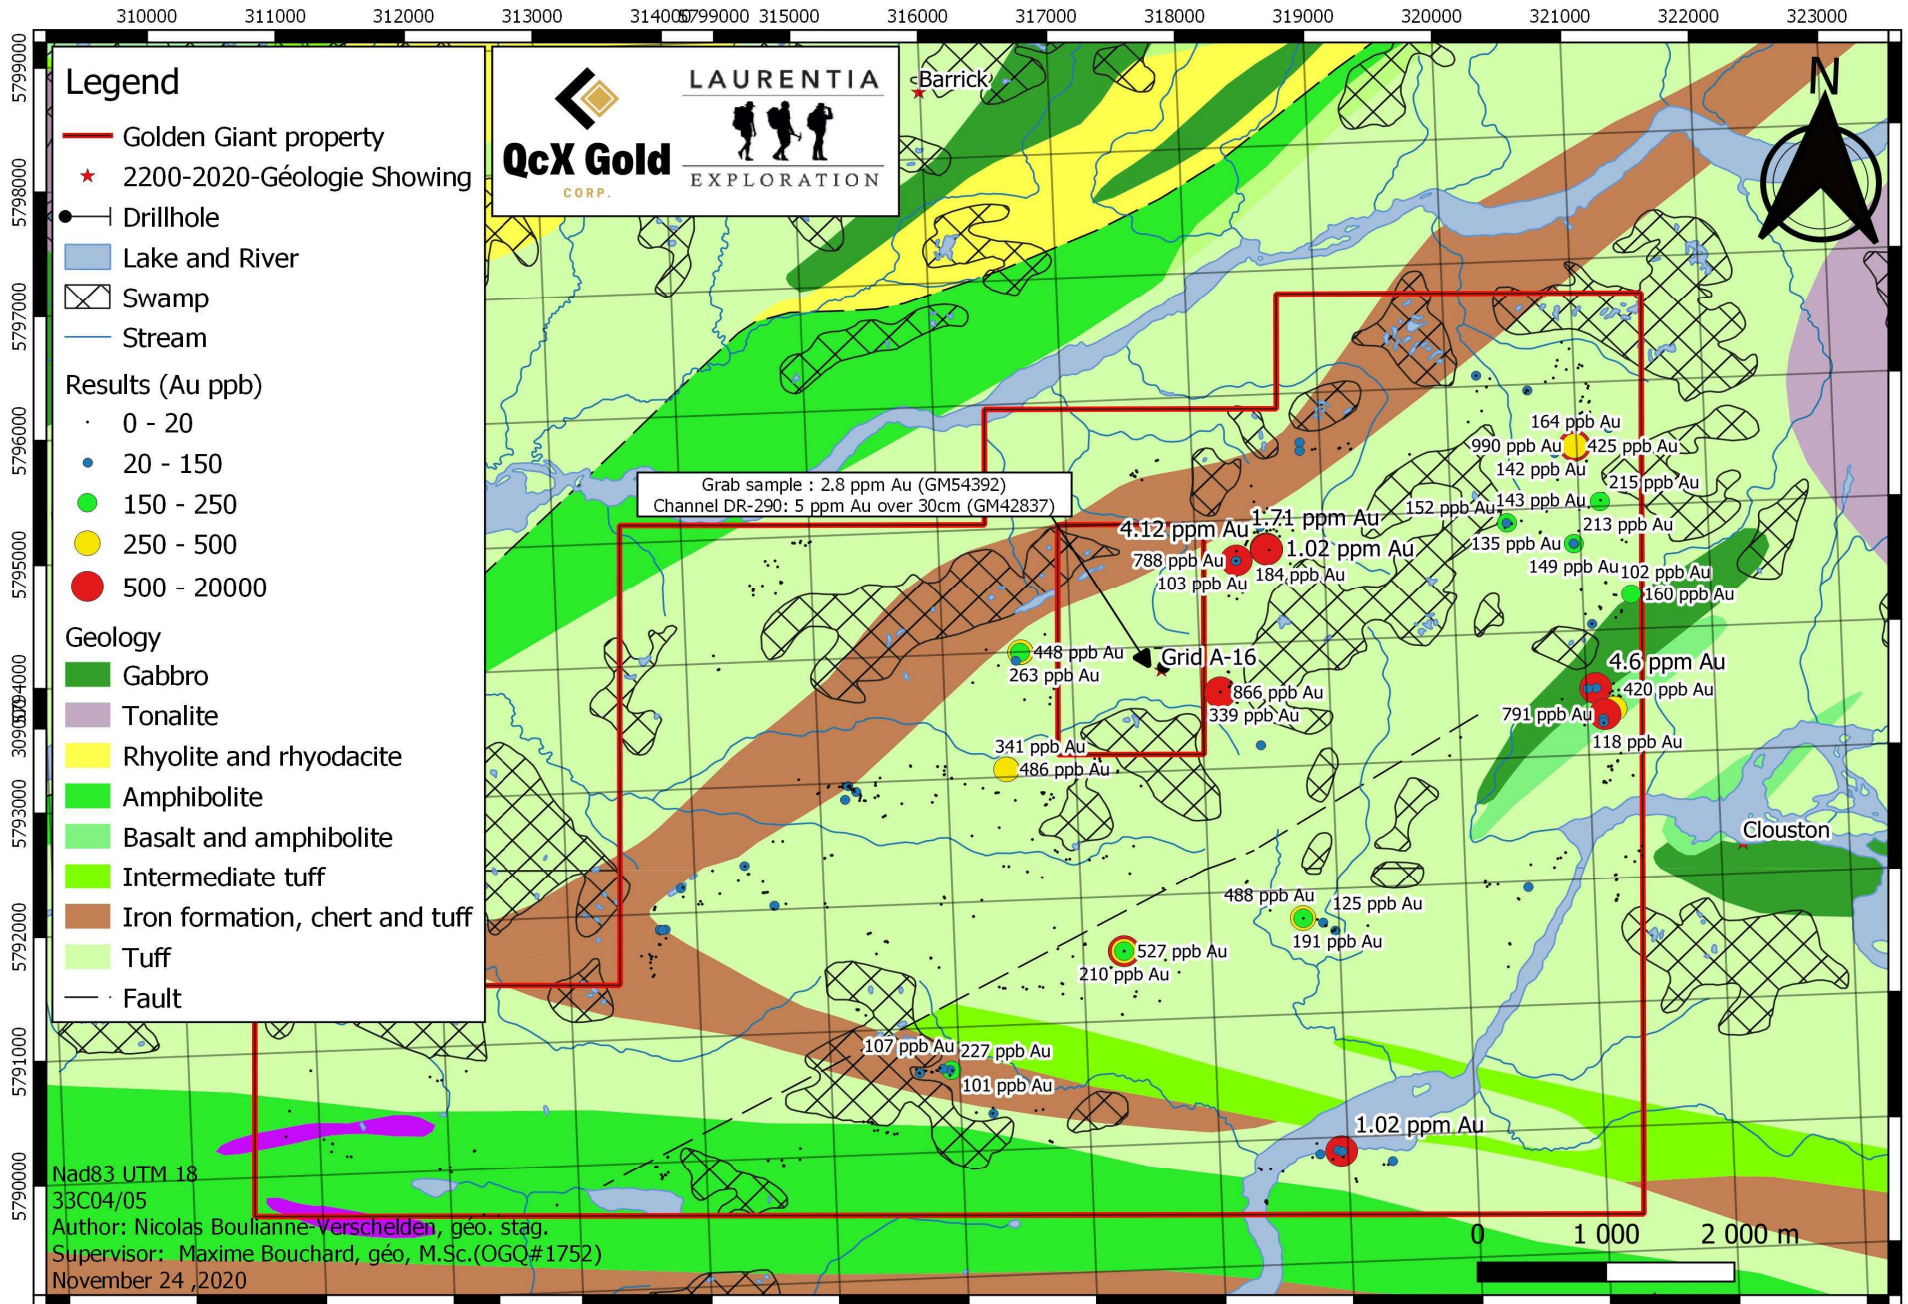 310000 311000 312000 313000 314000 5799000 315000 316000 317000 318000 319000 320000 321000 322000 323000
5799000
5798000
5797000
5796000
5795000
5794000
5793000
5792000
5791000
5790000
Legend
Golden Giant property
2200-2020-Géologie Showing
Drillhole
Lake and River
Swamp
Stream
Results (Au ppb)
0 - 20
20 - 150
150 - 250
250 - 500
500 - 20000
Geology
Gabbro
Tonalite
Rhyolite and rhyodacite
Amphibolite
Basalt and amphibolite
Intermediate tuff
Iron formation, chert and tuff
Tuff
Fault
QcX Gold
CORP.
LAURENTIA
EXPLORATION
Barrick
N
164 ppb Au
990 ppb Au
425 ppb Au
142 ppb Au
215 ppb Au
143 ppb Au
152 ppb Au
213 ppb Au
135 ppb Au
149 ppb Au
102 ppb Au
160 ppb Au
Grab sample : 2.8 ppm Au (GM54392)
Channel DR-290: 5 ppm Au over 30cm (GM42837)
4.12 ppm Au
1.71 ppm Au
1.02 ppm Au
788 ppb Au
184 ppb Au
103 ppb Au
448 ppb Au
263 ppb Au
Grid A-16
866 ppb Au
339 ppb Au
4.6 ppm Au
420 ppb Au
791 ppb Au
118 ppb Au
341 ppb Au
486 ppb Au
Clouston
488 ppb Au
125 ppb Au
191 ppb Au
527 ppb Au
210 ppb Au
107 ppb Au
227 ppb Au
101 ppb Au
1.02 ppm Au
Nad83 UTM 18
33C04/05
Author: Nicolas Boulianne-Verschelden, géo. stag.
Supervisor: Maxime Bouchard, géo, M.Sc.(OGQ#1752)
November 24 ,2020
0 1 000 2 000 m